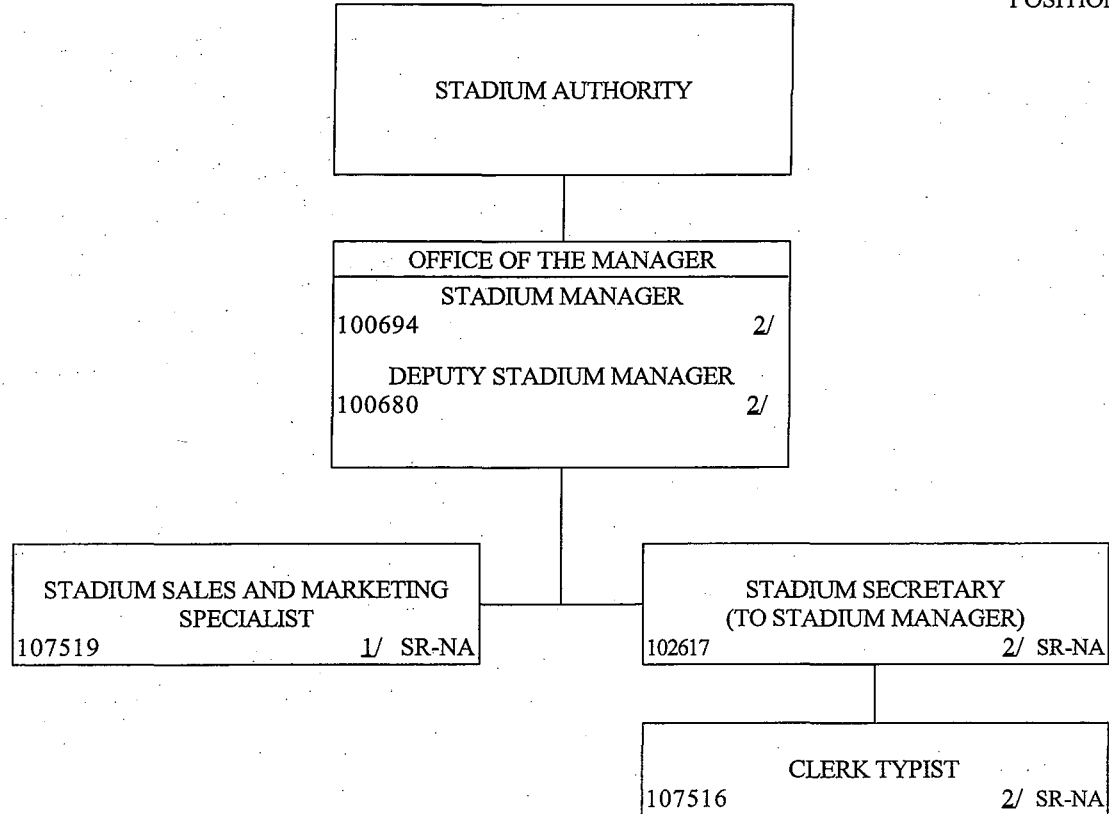 POSITION
STADIUM AUTHORITY
OFFICE OF THE MANAGER
STADIUM MANAGER
100694 2/
DEPUTY STADIUM MANAGER
100680 2/
STADIUM SALES AND MARKETING
SPECIALIST
107519 1/ SR-NA
STADIUM SECRETARY
(TO STADIUM MANAGER)
102617 2/ SR-NA
CLERK TYPIST
107516 2/ SR-NA